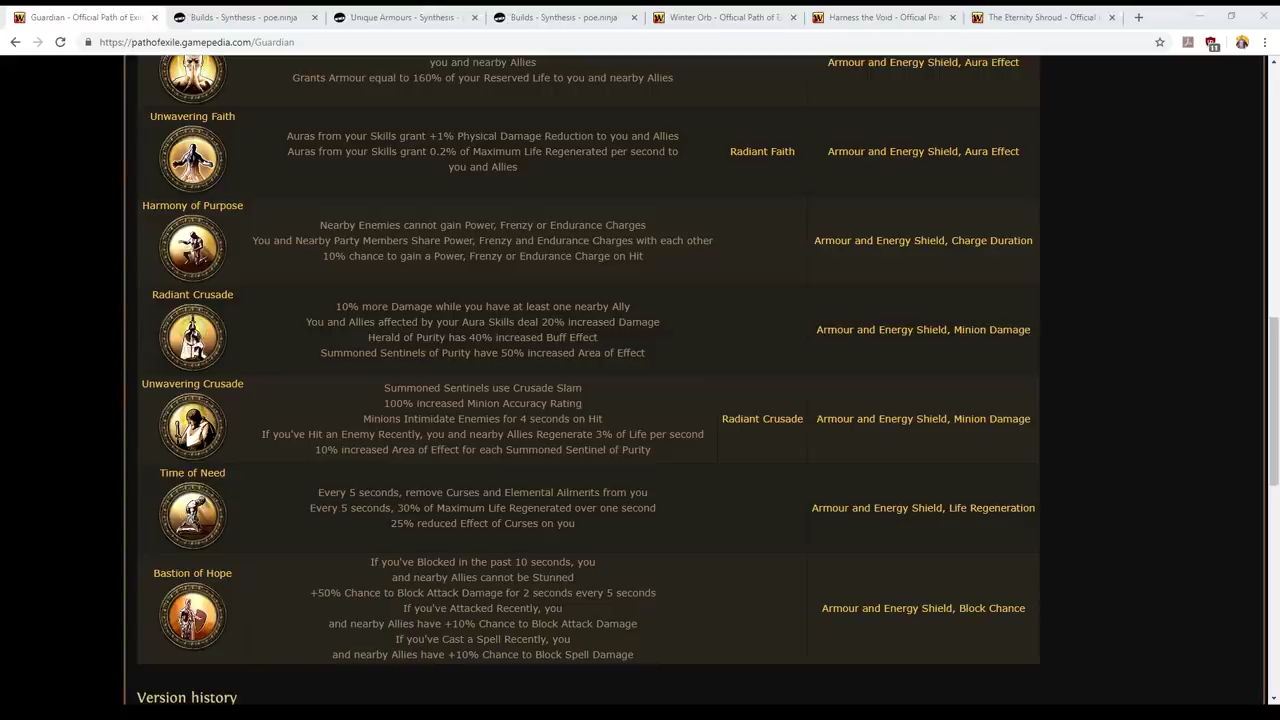 Guardian - Official Path of Exi
Builds - Synthesis - poe.ninja
Unique Armours - Synthesis -
Builds - Synthesis - poe.ninja
Winter Orb - Official Path of E
Harness the Void - Official Pat
The Eternity Shroud - Official
https://pathofexile.gamepedia.com/Guardian
11
you and nearby Allies
Grants Armour equal to 160% of your Reserved Life to you and nearby Allies
Armour and Energy Shield, Aura Effect
Unwavering Faith
Auras from your Skills grant +1% Physical Damage Reduction to you and Allies
Auras from your Skills grant 0.2% of Maximum Life Regenerated per second to
you and Allies
Radiant Faith
Armour and Energy Shield, Aura Effect
Harmony of Purpose
Nearby Enemies cannot gain Power, Frenzy or Endurance Charges
You and Nearby Party Members Share Power, Frenzy and Endurance Charges with each other
10% chance to gain a Power, Frenzy or Endurance Charge on Hit
Armour and Energy Shield, Charge Duration
Radiant Crusade
10% more Damage while you have at least one nearby Ally
You and Allies affected by your Aura Skills deal 20% increased Damage
Herald of Purity has 40% increased Buff Effect
Summoned Sentinels of Purity have 50% increased Area of Effect
Armour and Energy Shield, Minion Damage
Unwavering Crusade
Summoned Sentinels use Crusade Slam
100% increased Minion Accuracy Rating
Minions Intimidate Enemies for 4 seconds on Hit
If you've Hit an Enemy Recently, you and nearby Allies Regenerate 3% of Life per second
10% increased Area of Effect for each Summoned Sentinel of Purity
Radiant Crusade
Armour and Energy Shield, Minion Damage
Time of Need
Every 5 seconds, remove Curses and Elemental Ailments from you
Every 5 seconds, 30% of Maximum Life Regenerated over one second
25% reduced Effect of Curses on you
Armour and Energy Shield, Life Regeneration
Bastion of Hope
If you've Blocked in the past 10 seconds, you
and nearby Allies cannot be Stunned
+50% Chance to Block Attack Damage for 2 seconds every 5 seconds
If you've Attacked Recently, you
and nearby Allies have +10% Chance to Block Attack Damage
If you've Cast a Spell Recently, you
and nearby Allies have +10% Chance to Block Spell Damage
Armour and Energy Shield, Block Chance
Version history